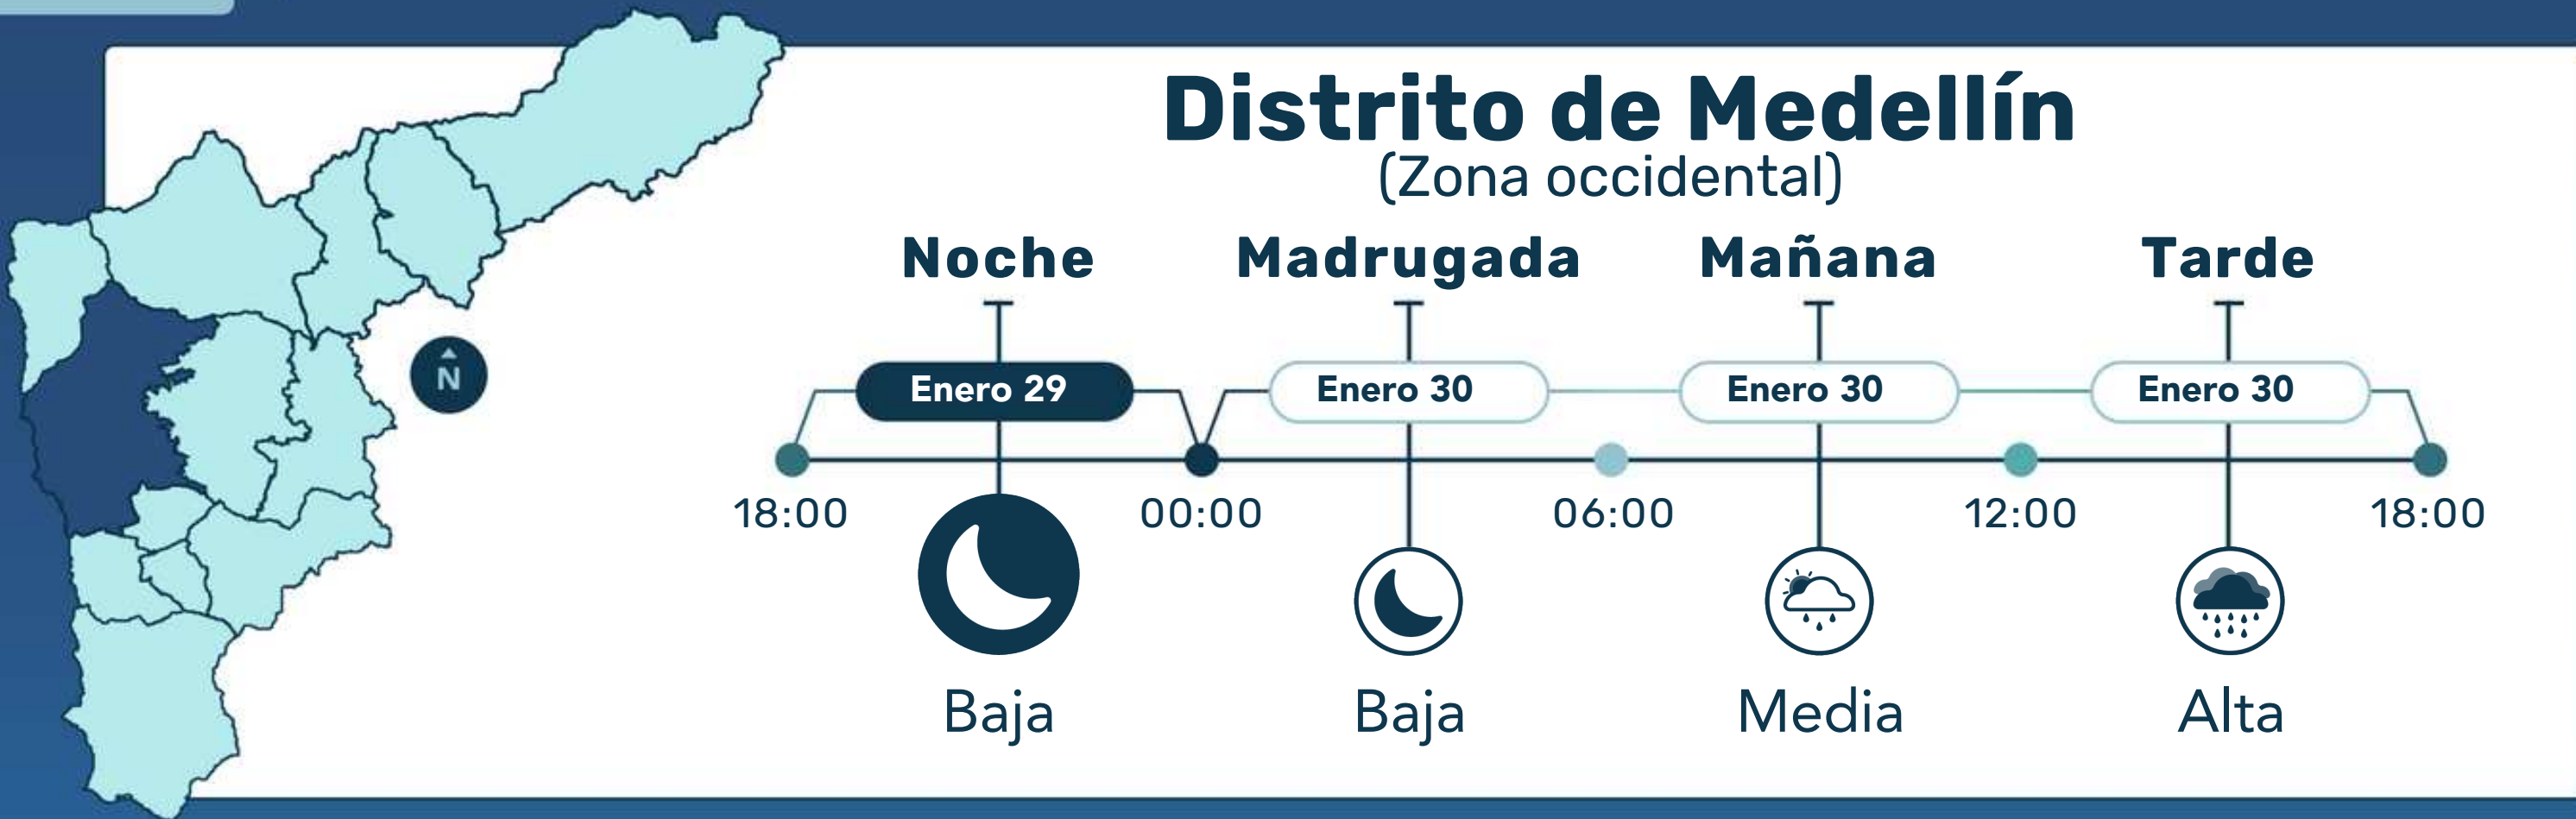 Distrito de Medellín
(Zona occidental)
Noche Madrugada Mañana Tarde
Enero 29 Enero 30 Enero 30 Enero 30
N
18:00 00:00 06:00 12:00 18:00
Baja Baja Media Alta